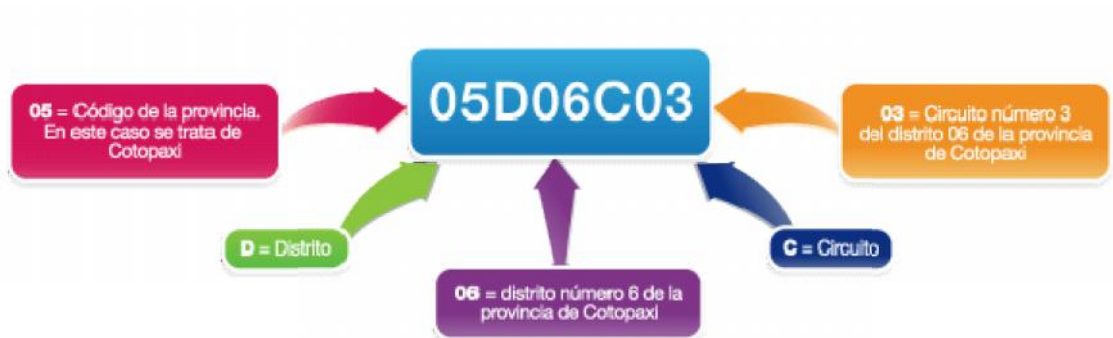 05D06C03
05 = Código de la provincia.
En este caso se trata de
Cotopaxi
03 = Circuito número 3
del distrito 06 de la provincia
de Cotopaxi
D = Distrito
C = Circuito
06 = distrito número 6 de la
provincia de Cotopaxi